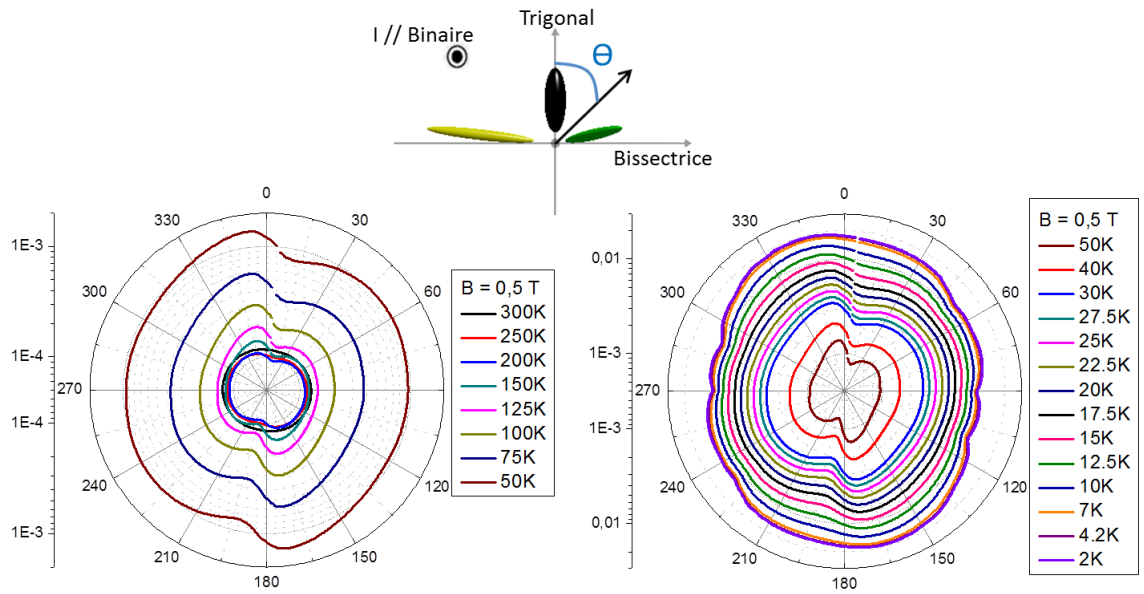 Trigonal
I // Binaire
Ɵ
Bissectrice
0
330
30
1E-3
300
60
1E-4
270
1E-4
240
120
1E-3
210
150
180
B = 0,5 T
300K
250K
200K
150K
125K
100K
75K
50K
0
330
30
0,01
300
60
1E-3
270
1E-3
240
120
0,01
210
150
180
B = 0,5 T
50K
40K
30K
27.5K
25K
22.5K
20K
17.5K
15K
12.5K
10K
7K
4.2K
2K